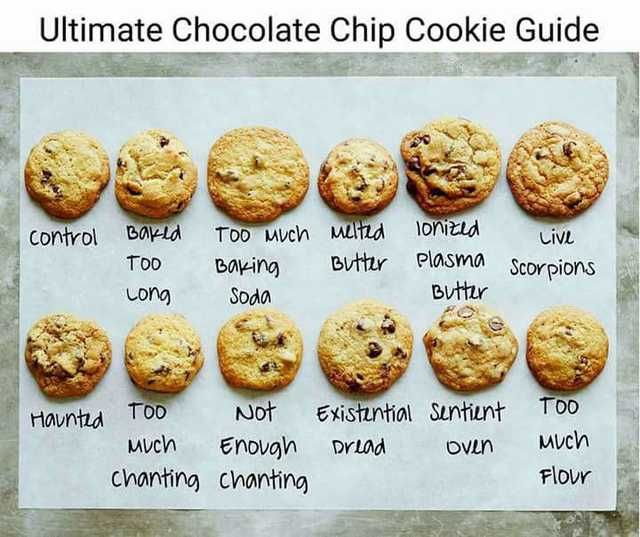 Ultimate Chocolate Chip Cookie Guide
Control
Baked
Too
Long
Too Much
Baking
Soda
Melted
Butter
Ionized
Plasma
Butter
Live
Scorpions
Haunted
Too
Much
Chanting
Not
Enough
Chanting
Existential
Dread
Sentient
Oven
Too
Much
Flour